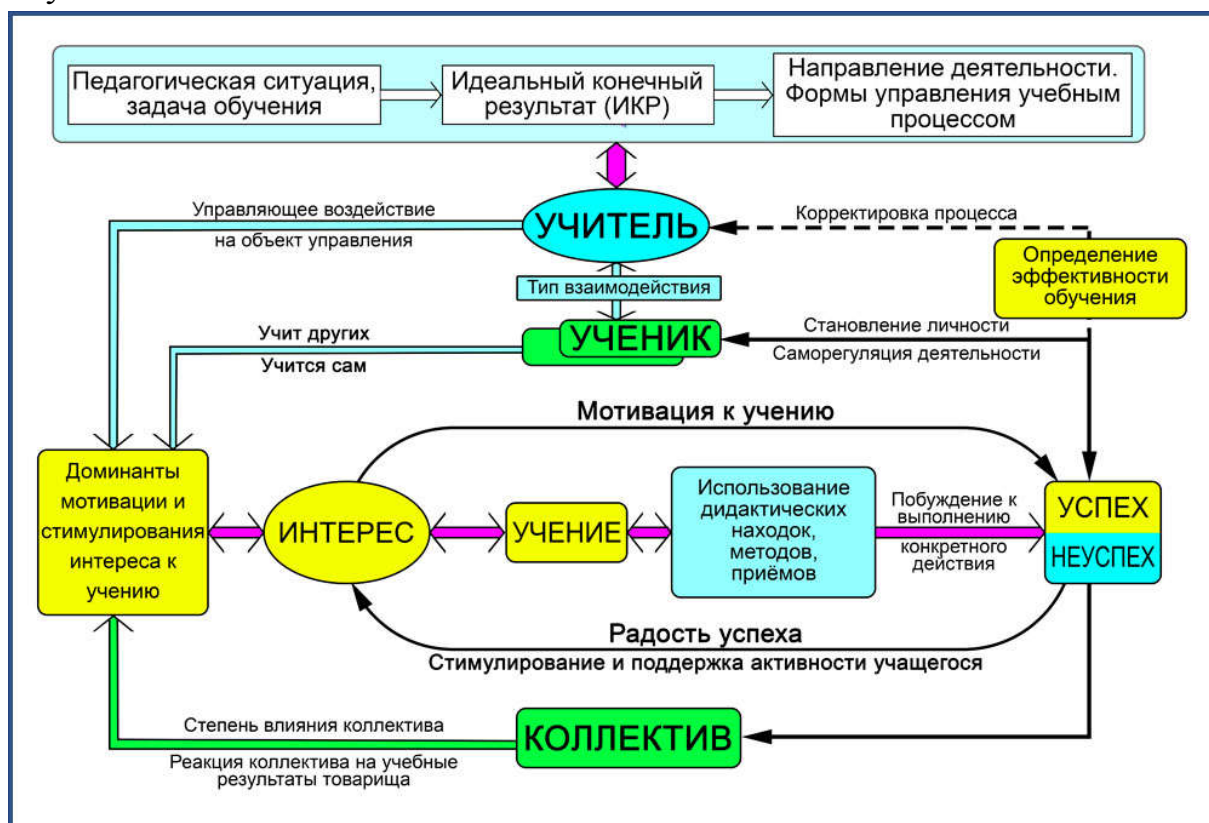 Педагогическая ситуация,
задача обучения
Идеальный конечный
результат (ИКР)
Направление деятельности.
Формы управления учебным
процессом
Управляющее воздействие
на объект управления
УЧИТЕЛЬ
Корректировка процесса
Определение
эффективности
обучения
Тип взаимодействия
Учит других
Учится сам
УЧЕНИК
Становление личности
Саморегуляция деятельности
Мотивация к учению
Доминанты
мотивации и
стимулирования
интереса к
учению
ИНТЕРЕС
УЧЕНИЕ
Использование
дидактических
находок,
методов,
приёмов
Побуждение к
выполнению
конкретного
действия
УСПЕХ
НЕУСПЕХ
Радость успеха
Стимулирование и поддержка активности учащегося
Степень влияния коллектива
Реакция коллектива на учебные
результаты товарища
КОЛЛЕКТИВ